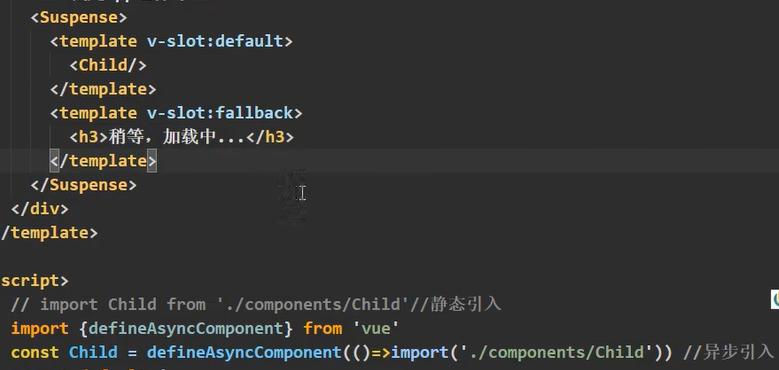 <Suspense>
<template v-slot:default>
<Child/>
</template>
<template v-slot:fallback>
<h3>稍等，加载中...</h3>
</template>
</Suspense>
</div>
/template>
script>
// import Child from './components/Child'//静态引入
import {defineAsyncComponent} from 'vue'
const Child = defineAsyncComponent(()=>import('./components/Child')) //异步引入